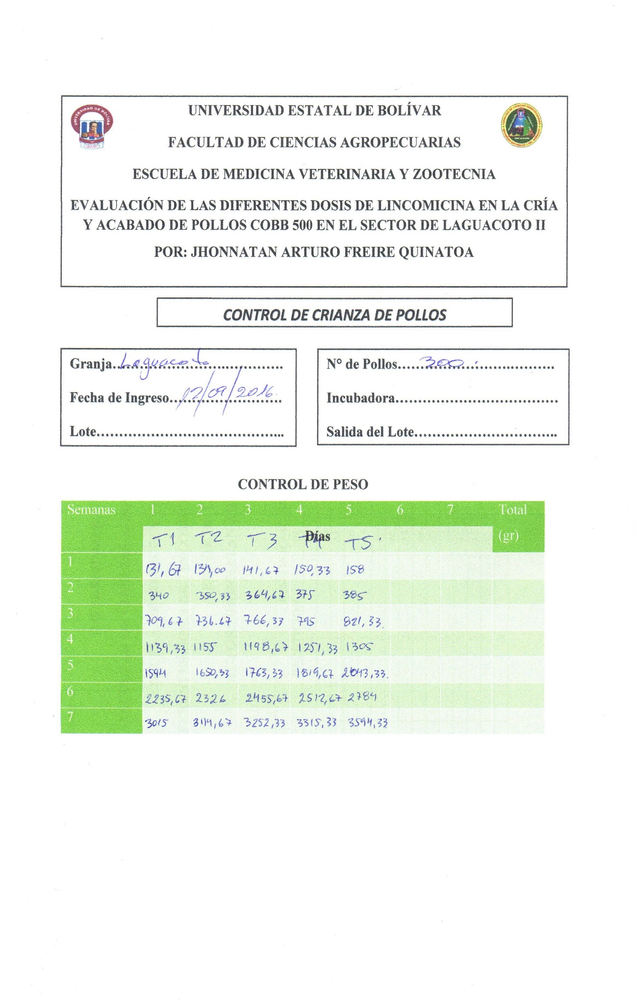 UNIVERSIDAD ESTATAL DE BOLÍVAR
FACULTAD DE CIENCIAS AGROPECUARIAS
ESCUELA DE MEDICINA VETERINARIA Y ZOOTECNIA
EVALUACIÓN DE LAS DIFERENTES DOSIS DE LINCOMICINA EN LA CRÍA
Y ACABADO DE POLLOS COBB 500 EN EL SECTOR DE LAGUACOTO II
POR: JHONNATAN ARTURO FREIRE QUINATOA
CONTROL DE CRIANZA DE POLLOS
Granja Laguacoto
Fecha de Ingreso 12/09/2016.
Lote
N° de Pollos 300
Incubadora
Salida del Lote
CONTROL DE PESO
Semanas 1 2 3 4 5 6 7 Total
T1 T2 T3 Días T4 T5 (gr)
1 131,67 134,00 141,67 150,33 158
2 340 350,33 364,67 375 385
3 709,67 736.67 766,33 795 821,33
4 1139,33 1155 1198,67 1251,33 1305
5 1594 1650,33 1763,33 1819,67 2043,33.
6 2235,67 2326 2455,67 2512,67 2784
7 3015 3114,67 3252,33 3315,33 3594,33